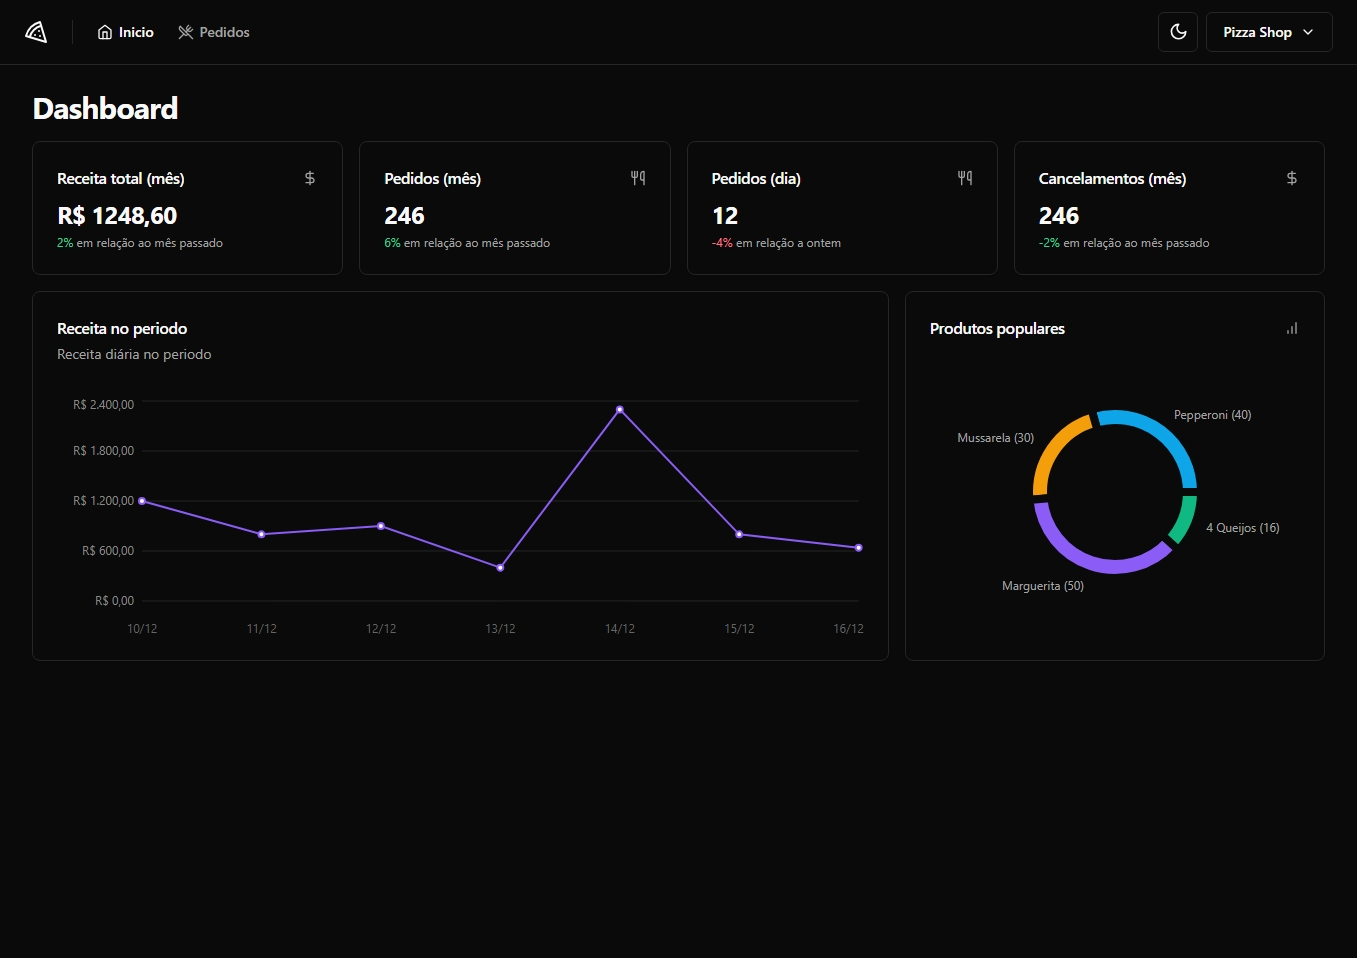 Inicio
Pedidos
Pizza Shop
Dashboard
Receita total (mês)
$
R$ 1248,60
2% em relação ao mês passado
Pedidos (mês)
246
6% em relação ao mês passado
Pedidos (dia)
12
-4% em relação a ontem
Cancelamentos (mês)
$
246
-2% em relação ao mês passado
Receita no periodo
Receita diária no periodo
R$ 2.400,00
R$ 1.800,00
R$ 1.200,00
R$ 600,00
R$ 0,00
10/12
11/12
12/12
13/12
14/12
15/12
16/12
Produtos populares
Pepperoni (40)
Mussarela (30)
4 Queijos (16)
Marguerita (50)